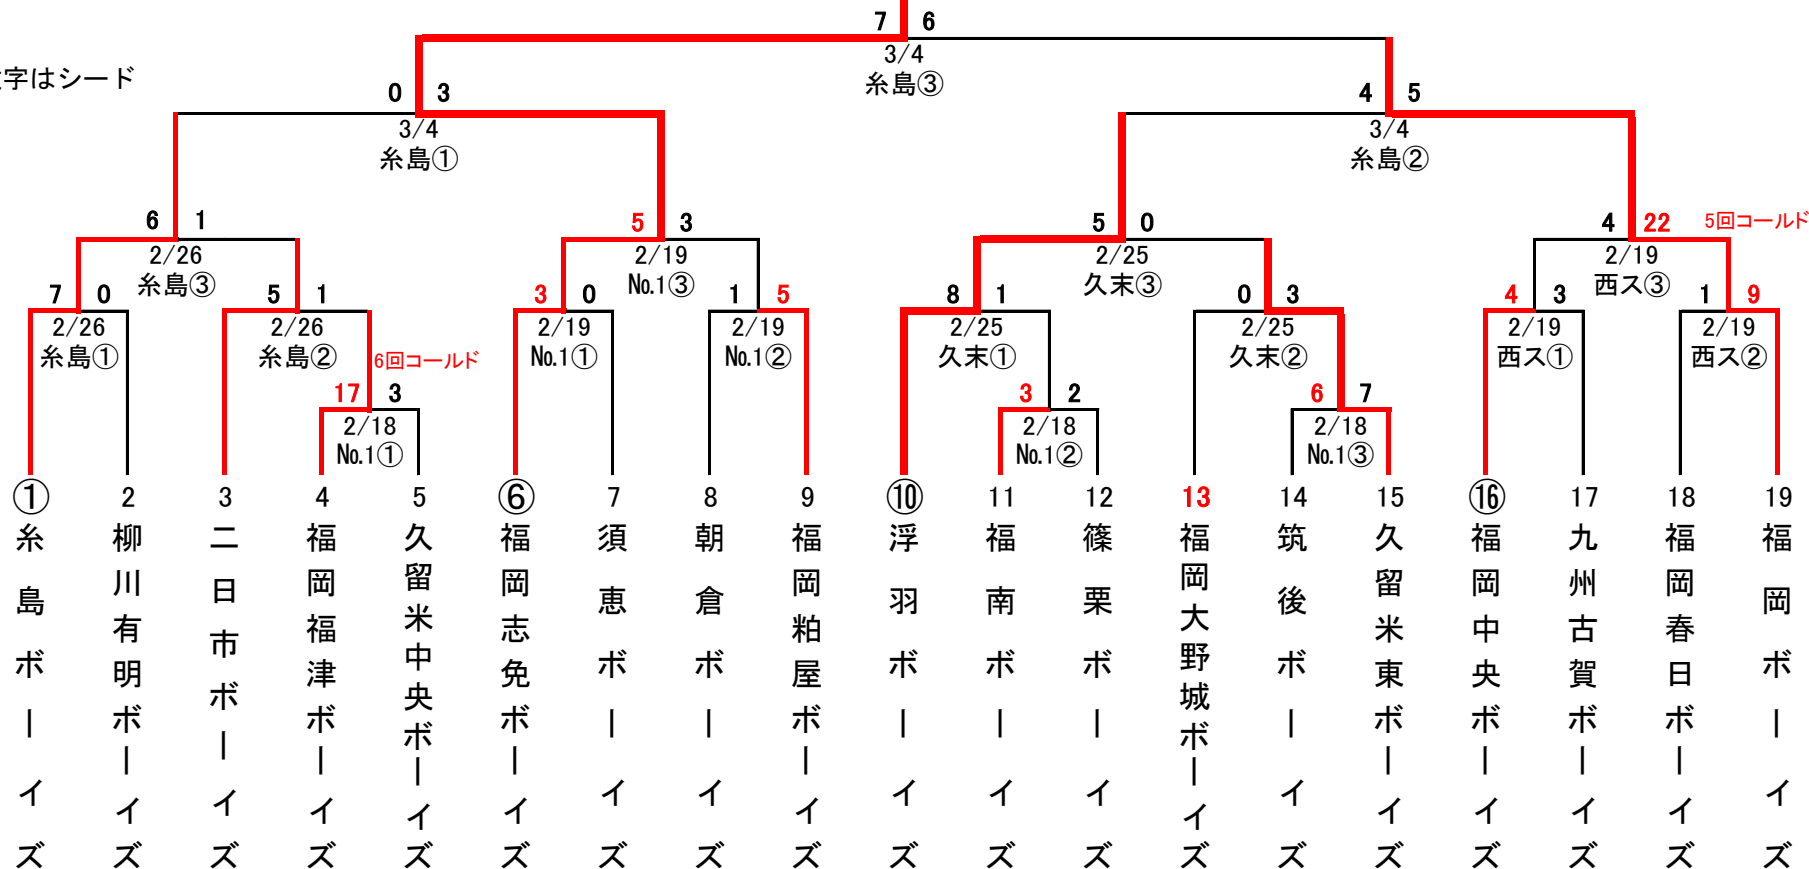 7 6
3/4
糸島③
字はシード
0 3
3/4
糸島①
4 5
3/4
糸島②
6 1
2/26
糸島③
5 3
2/19
№1③
5 0
2/25
久末③
4 22 5回コールド
2/19
西ス③
7 0
2/26
糸島①
5 1
2/26
糸島②
3 0
2/19
№1①
1 5
2/19
№1②
8 1
2/25
久末①
0 3
2/25
久末②
4 3
2/19
西ス①
1 9
2/19
西ス②
6回コールド
17 3
2/18
№1①
3 2
2/18
№1②
6 7
2/18
№1③
① 2 3 4 5 ⑥ 7 8 9 ⑩ 11 12 13 14 15 ⑯ 17 18 19
糸島ボーイズ
柳川有明ボーイズ
二日市ボーイズ
福岡福津ボーイズ
久留米中央ボーイズ
福岡志免ボーイズ
須恵ボーイズ
朝倉ボーイズ
福岡粕屋ボーイズ
浮羽ボーイズ
福南ボーイズ
篠栗ボーイズ
福岡大野城ボーイズ
筑後ボーイズ
久留米東ボーイズ
福岡中央ボーイズ
九州古賀ボーイズ
福岡春日ボーイズ
福岡ボーイズ